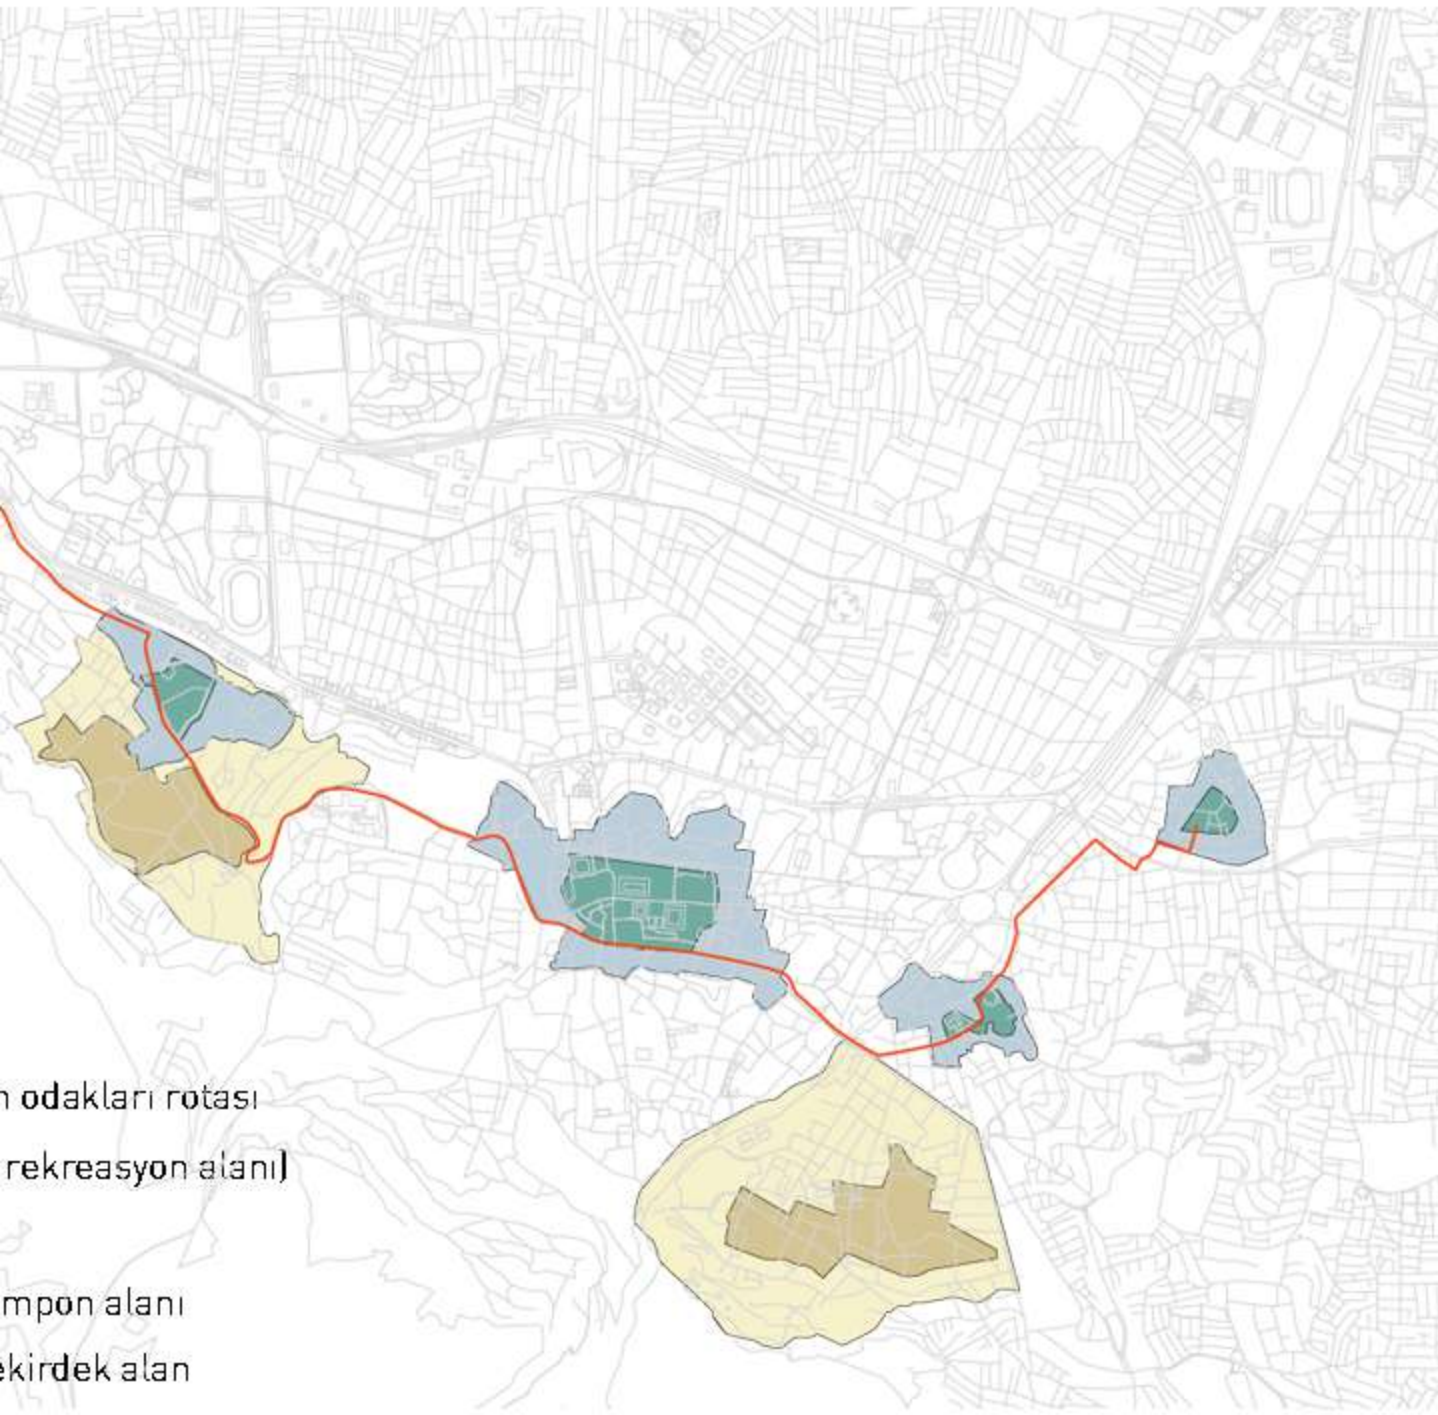 n odakları rotası
rekreasyon alanı)
mpon alanı
ekirdek alan